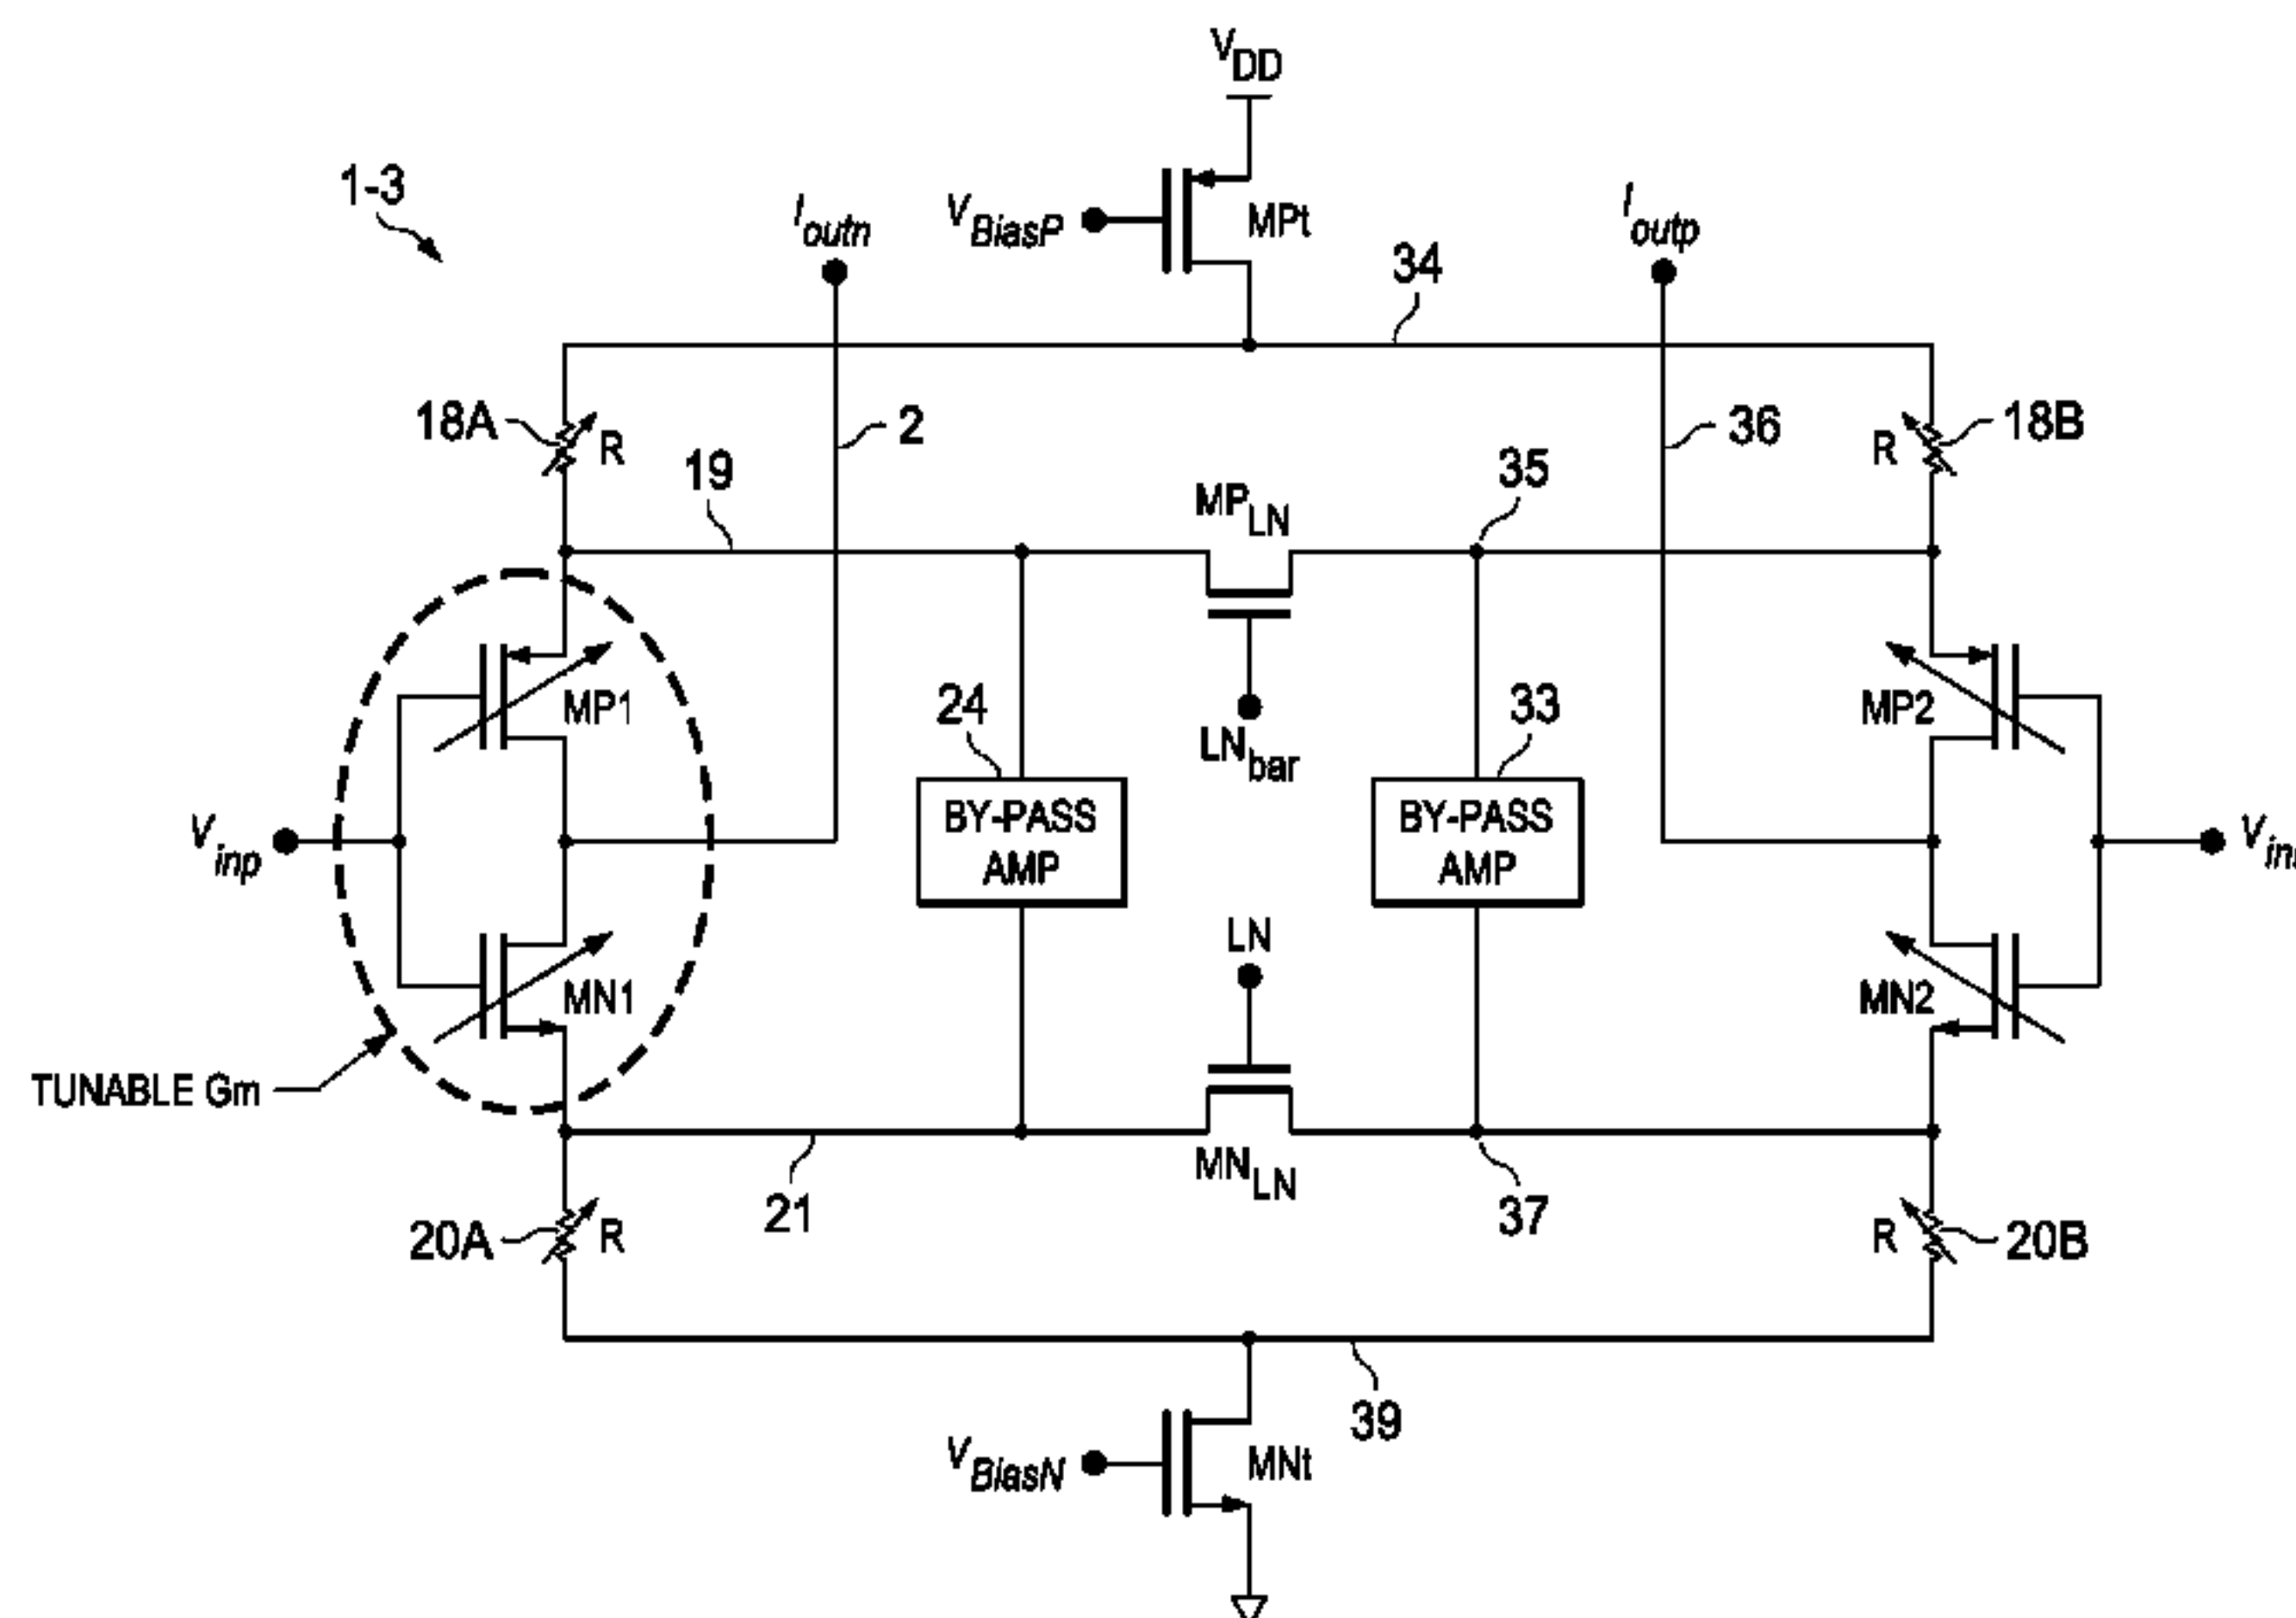 VDD
1-3
Ioutn
VBiasP
MPt
Ioutp
34
18A
R
2
36
R
18B
19
MPLN
35
MP1
24
LNbar
33
MP2
BY-PASS
AMP
BY-PASS
AMP
Vinp
LN
MN1
MN2
TUNABLE Gm
21
MNLN
37
20A
R
R
20B
39
VBiasN
MNt